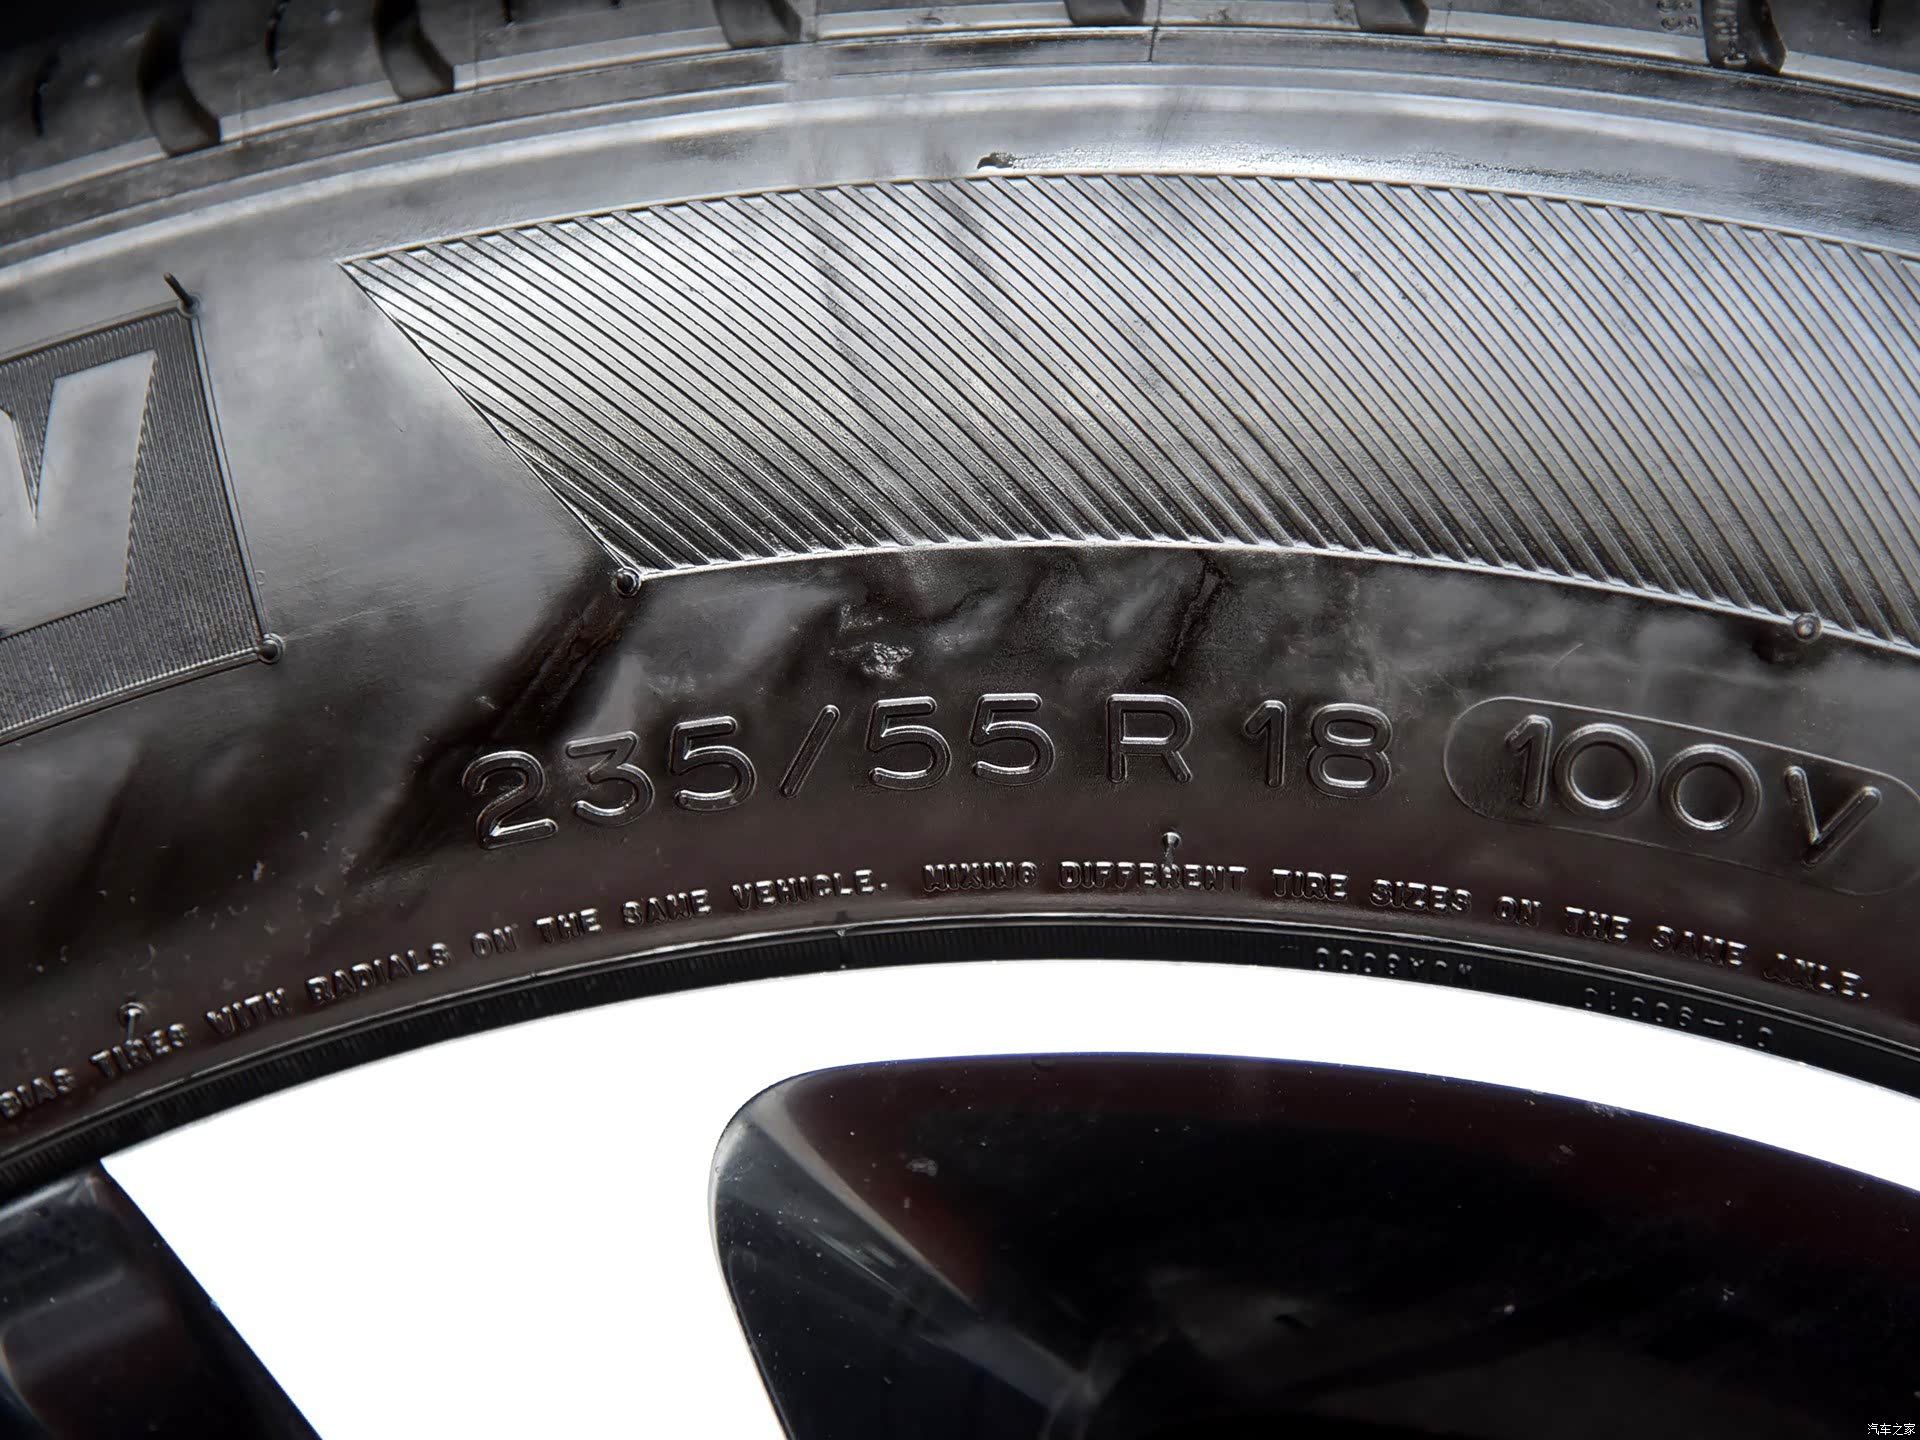 235/55 R 18 100V
BIAS TIRES WITH RADIALS ON THE SAME VEHICLE. MIXING DIFFERENT TIRE SIZES ON THE SAME AXLE.
汽车之家